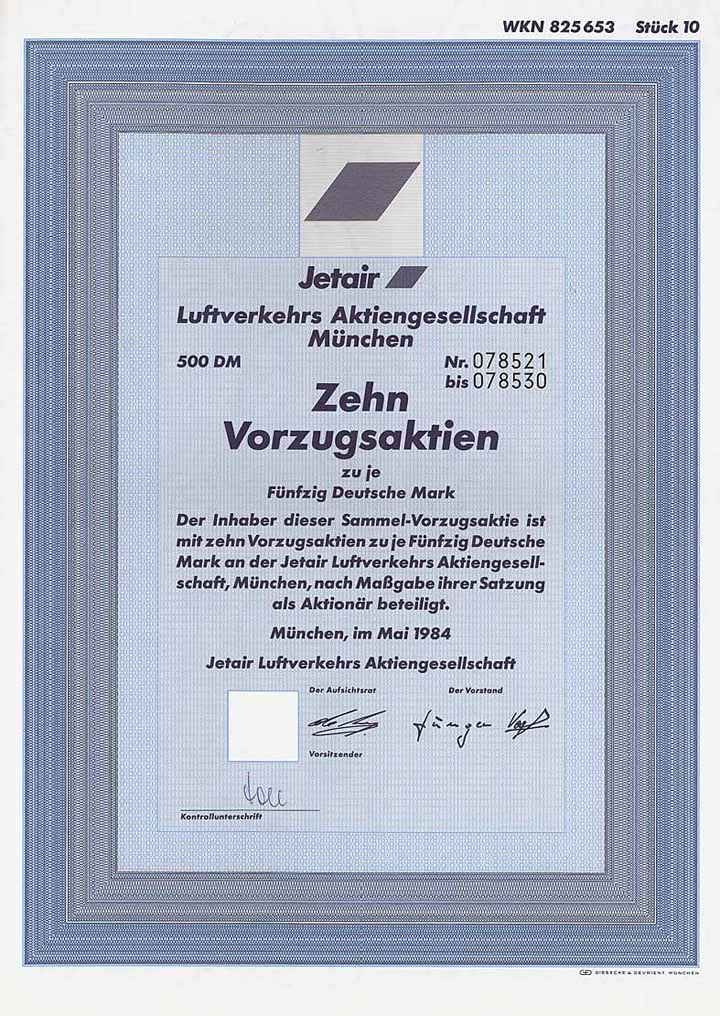 WKN 825653 Stück 10
Jetair
Luftverkehrs Aktiengesellschaft
München
500 DM Nr. 078521
bis 078530
Zehn
Vorzugsaktien
zu je
Fünfzig Deutsche Mark
Der Inhaber dieser Sammel-Vorzugsaktie ist
mit zehn Vorzugsaktien zu je Fünfzig Deutsche
Mark an der Jetair Luftverkehrs Aktiengesell-
schaft, München, nach Maßgabe ihrer Satzung
als Aktionär beteiligt.
München, im Mai 1984
Jetair Luftverkehrs Aktiengesellschaft
Der Aufsichtsrat Der Vorstand
Vorsitzender
Kontrollunterschrift
GIESECKE & DEVRIENT MÜNCHEN